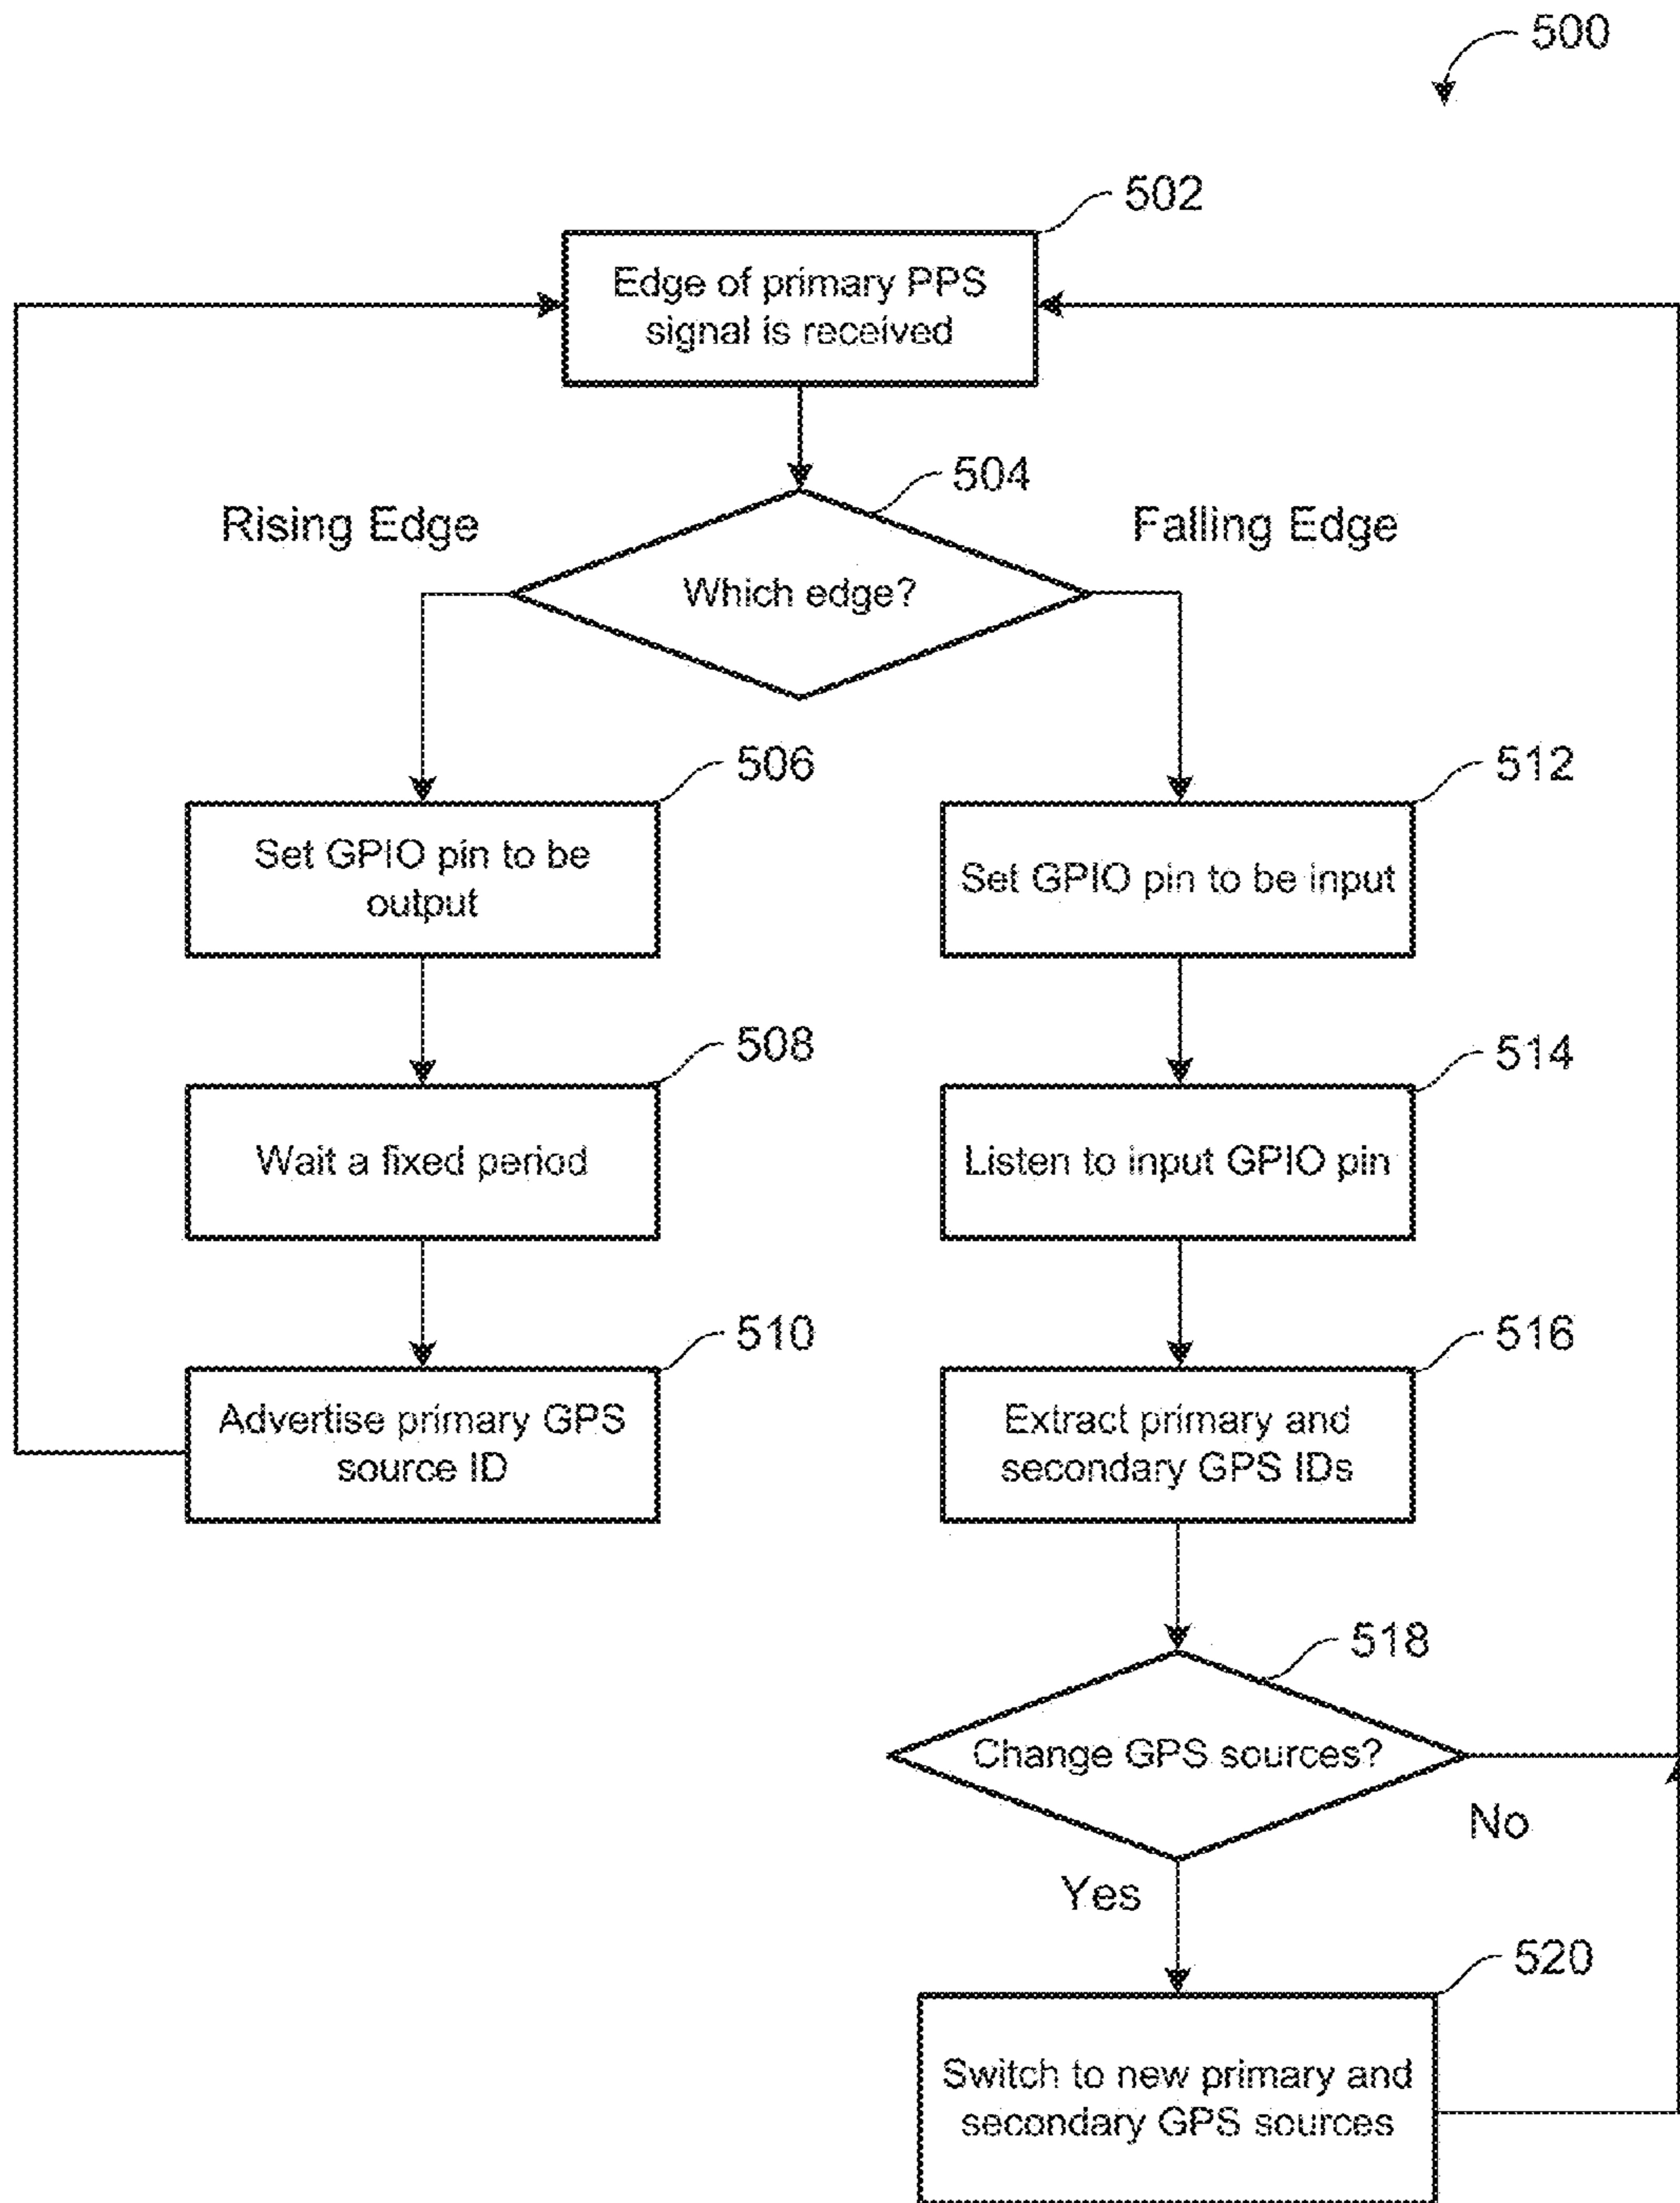 500
502
Edge of primary PPS
signal is received
504
Rising Edge
Falling Edge
Which edge?
506
512
Set GPIO pin to be
output
Set GPIO pin to be input
508
514
Wait a fixed period
Listen to input GPIO pin
510
516
Advertise primary GPS
source ID
Extract primary and
secondary GPS IDs
518
Change GPS sources?
No
Yes
520
Switch to new primary and
secondary GPS sources